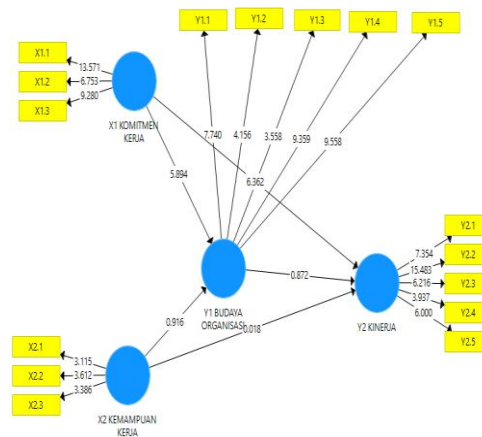 Y1.1
Y1.2
Y1.3
Y1.4
Y1.5
X1.1
X1.2
X1.3
13.571
6.753
9.280
X1 KOMITMEN
KERJA
7.740
4.156
3.558
9.359
9.558
5.894
6.362
Y1 BUDAYA
ORGANISASI
0.872
0.916
0.018
Y2 KINERJA
7.354
15.483
6.216
3.937
6.000
Y2.1
Y2.2
Y2.3
Y2.4
Y2.5
X2.1
X2.2
X2.3
3.115
3.612
3.386
X2 KEMAMPUAN
KERJA